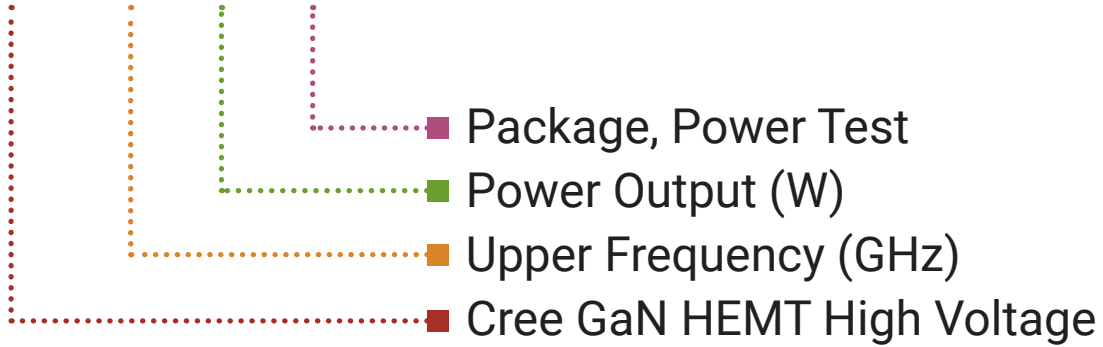 Package, Power Test
Power Output (W)
Upper Frequency (GHz)
Cree GaN HEMT High Voltage